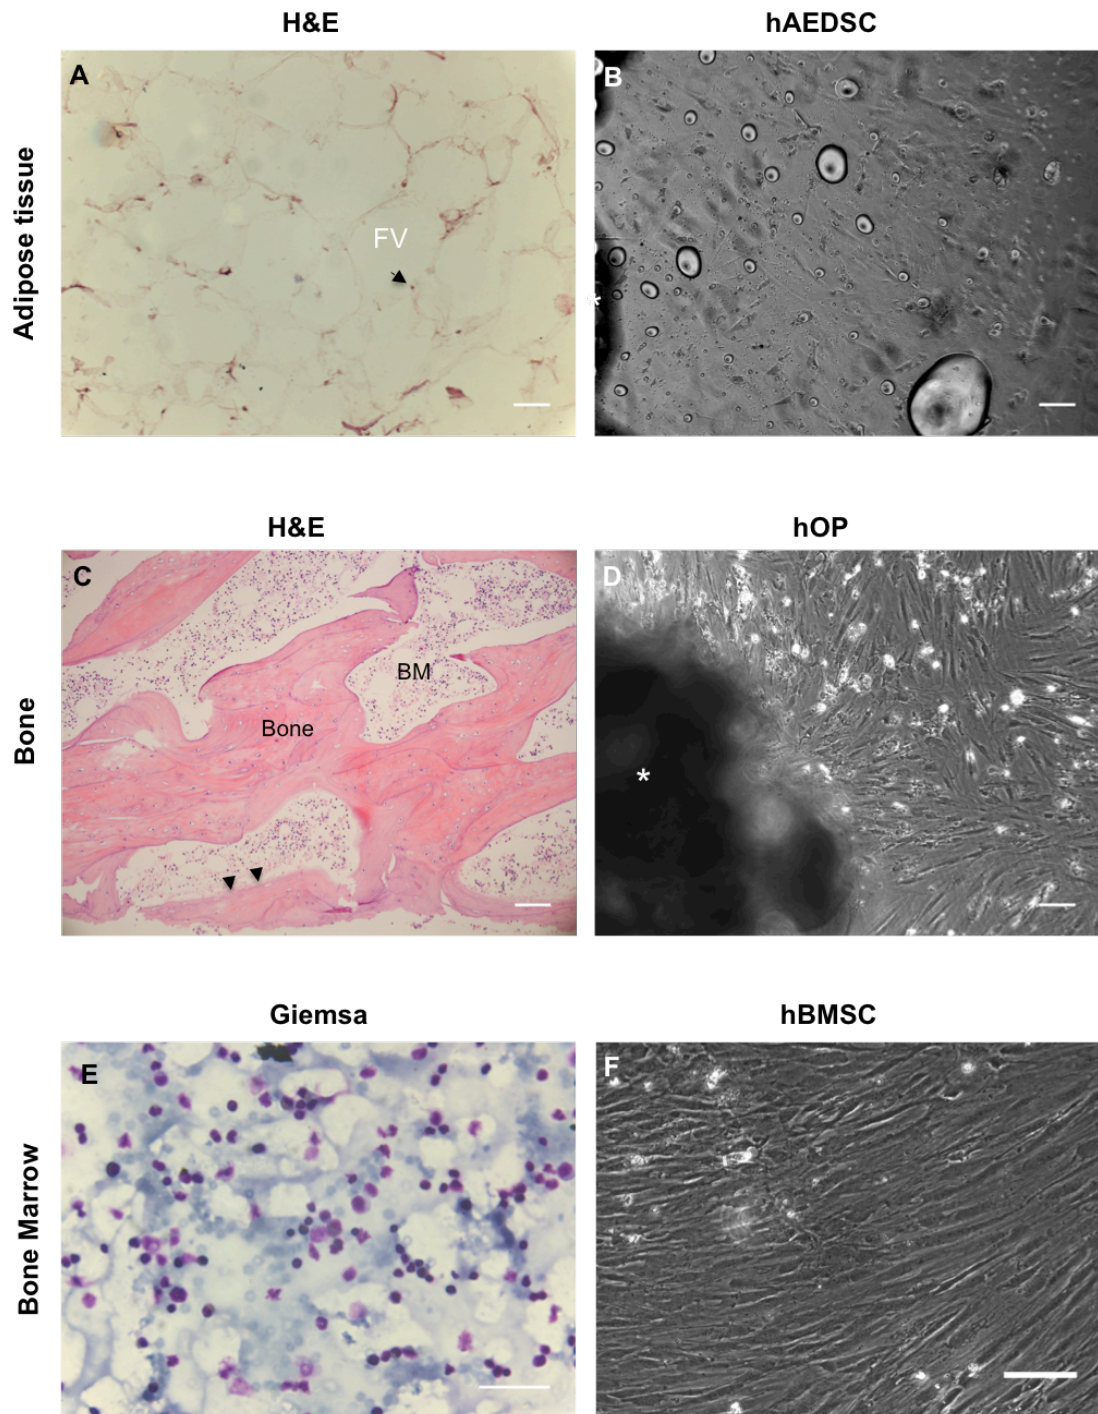 H&E
hAEDSC
Adipose tissue
A
FV
B
*
H&E
hOP
Bone
C
BM
Bone
D
*
Giemsa
hBMSC
Bone Marrow
E
F